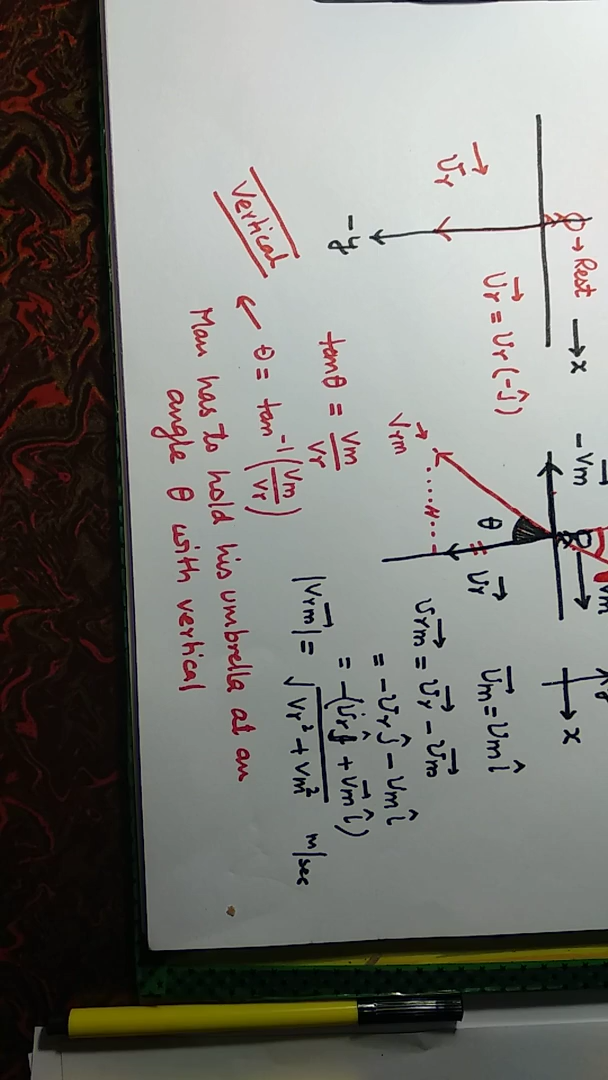 → Rest
→ x
→
Vr
→
Vr = Vr (-ĵ)
-y
Vertical
→
-Vm
Vm
→ x
→
Vm = Vm î
θ
→
Vr
→
Vrm
→ → →
Vrm = Vr - Vm
= -Vr ĵ - Vm î
= -(Vr ĵ + Vm î)
|Vrm| = √Vr² + Vm² m/sec
tanθ = Vm/Vr
θ = tan⁻¹(Vm/Vr)
Man has to hold his umbrella at an
angle θ with vertical